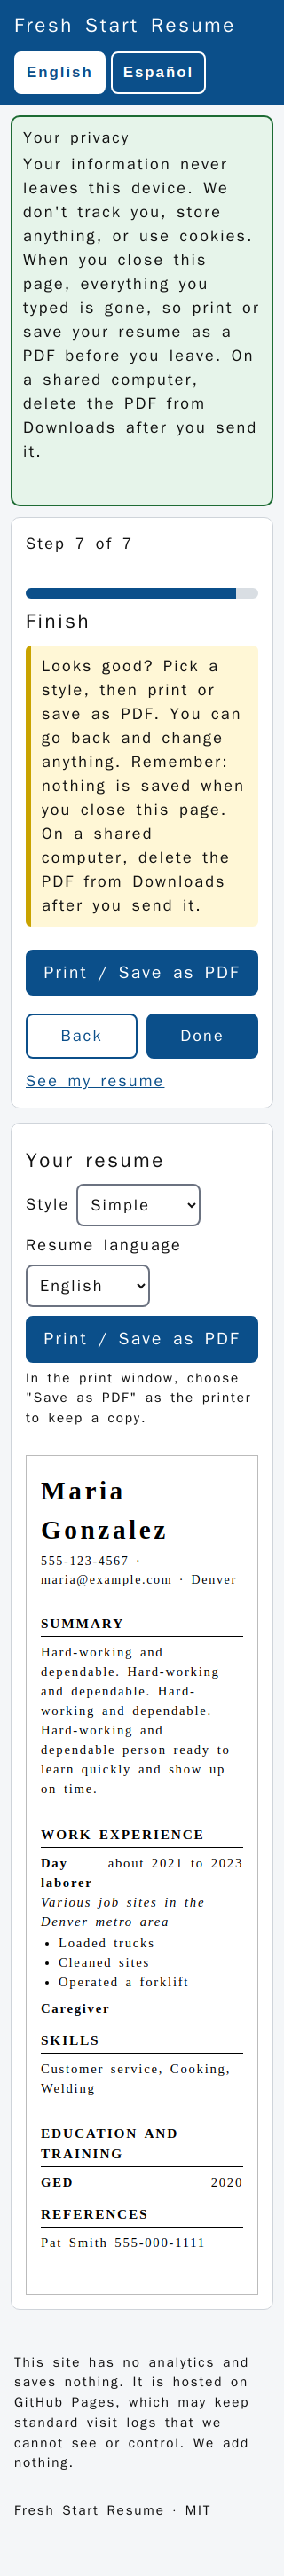 Fresh Start Resume
English Español
Your privacy
Your information never
leaves this device. We
don't track you, store
anything, or use cookies.
When you close this
page, everything you
typed is gone, so print or
save your resume as a
PDF before you leave. On
a shared computer,
delete the PDF from
Downloads after you send
it.
Step 7 of 7
Finish
Looks good? Pick a
style, then print or
save as PDF. You can
go back and change
anything. Remember:
nothing is saved when
you close this page.
On a shared
computer, delete the
PDF from Downloads
after you send it.
Print / Save as PDF
Back Done
See my resume
Your resume
Style Simple
Resume language
English
Print / Save as PDF
In the print window, choose
"Save as PDF" as the printer
to keep a copy.
Maria
Gonzalez
555-123-4567 ·
maria@example.com · Denver
SUMMARY
Hard-working and
dependable. Hard-working
and dependable. Hard-
working and dependable.
Hard-working and
dependable person ready to
learn quickly and show up
on time.
WORK EXPERIENCE
Day about 2021 to 2023
laborer
Various job sites in the
Denver metro area
• Loaded trucks
• Cleaned sites
• Operated a forklift
Caregiver
SKILLS
Customer service, Cooking,
Welding
EDUCATION AND
TRAINING
GED 2020
REFERENCES
Pat Smith 555-000-1111
This site has no analytics and
saves nothing. It is hosted on
GitHub Pages, which may keep
standard visit logs that we
cannot see or control. We add
nothing.
Fresh Start Resume · MIT